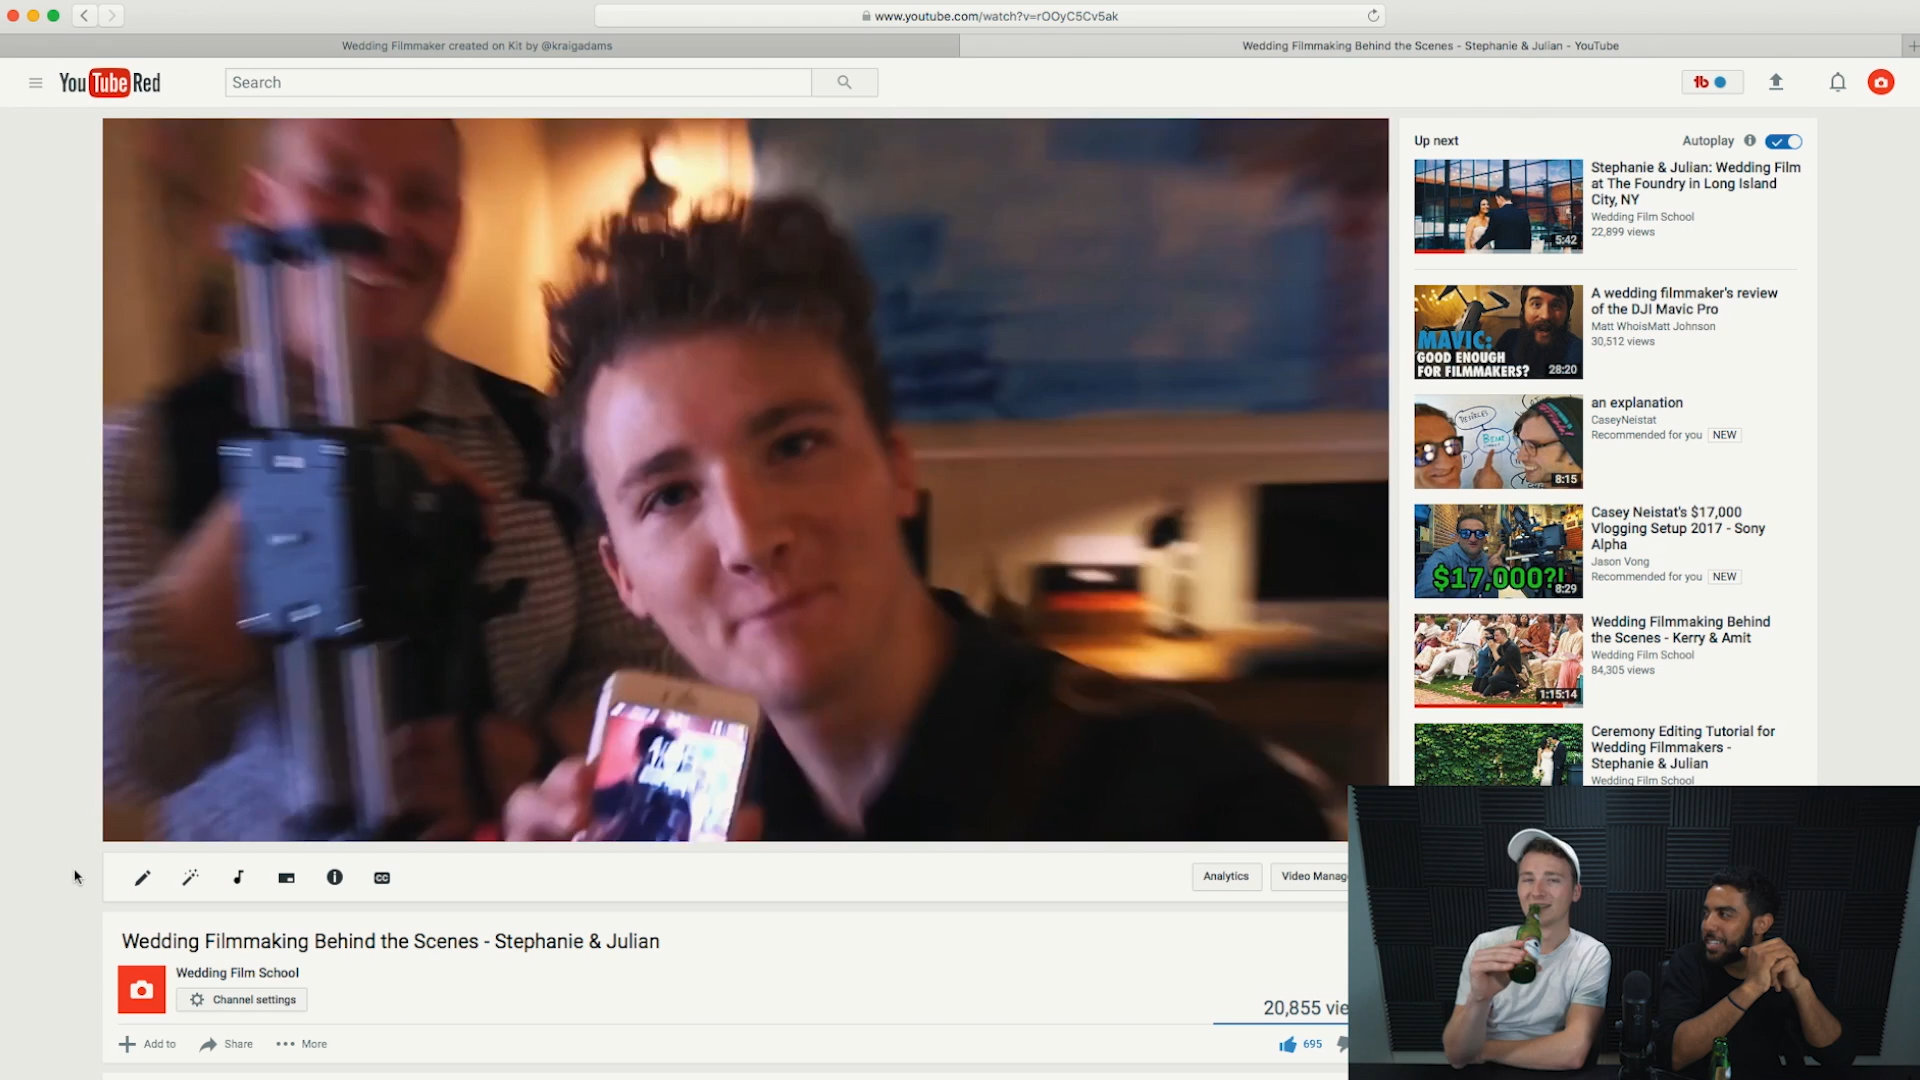 www.youtube.com/watch?v=rOOyC5Cv5ak
Wedding Filmmaker created on Kit by @kraigadams
Wedding Filmmaking Behind the Scenes - Stephanie & Julian - YouTube
YouTube Red
Search
tb
Up next
Autoplay
Stephanie & Julian: Wedding Film
at The Foundry in Long Island
City, NY
Wedding Film School
22,899 views
5:42
A wedding filmmaker's review
of the DJI Mavic Pro
Matt WhoisMatt Johnson
30,512 views
MAVIC:
GOOD ENOUGH
FOR FILMMAKERS?
28:20
an explanation
CaseyNeistat
Recommended for you NEW
8:15
Casey Neistat's $17,000
Vlogging Setup 2017 - Sony
Alpha
Jason Vong
Recommended for you NEW
$17,000?!
8:29
Wedding Filmmaking Behind
the Scenes - Kerry & Amit
Wedding Film School
84,305 views
1:15:14
Ceremony Editing Tutorial for
Wedding Filmmakers -
Stephanie & Julian
Wedding Film School
CC
Analytics
Video Manag
Wedding Filmmaking Behind the Scenes - Stephanie & Julian
Wedding Film School
Channel settings
20,855 vie
Add to
Share
More
695